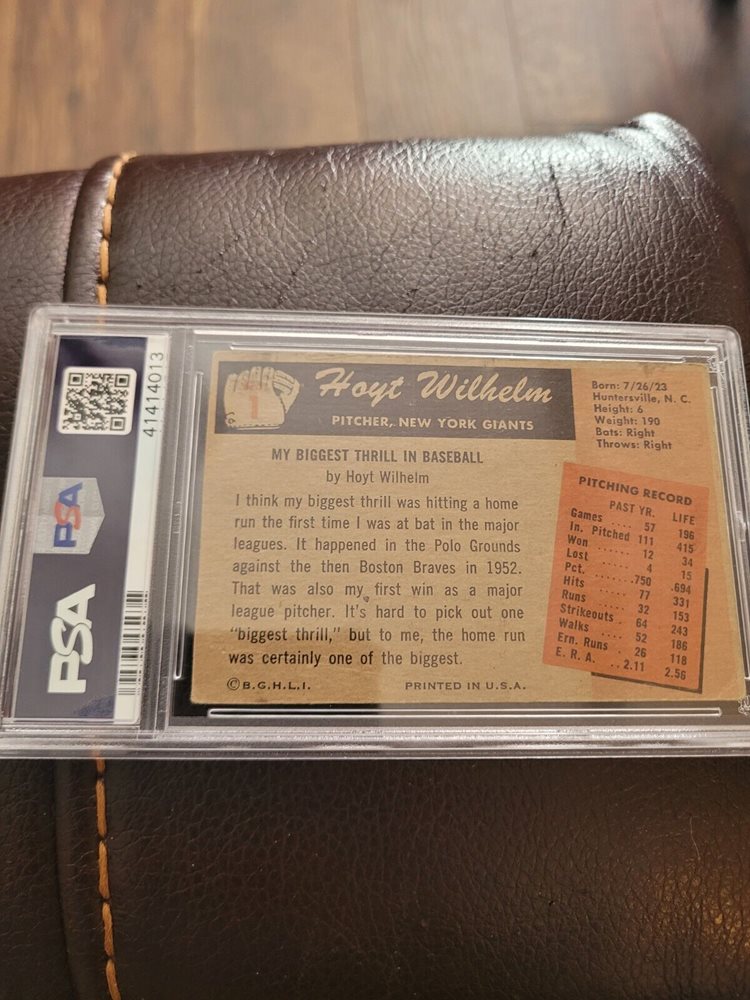 41414013
PSA
PSA
1
Hoyt Wilhelm
PITCHER, NEW YORK GIANTS
Born: 7/26/23
Huntersville, N. C.
Height: 6
Weight: 190
Bats: Right
Throws: Right
MY BIGGEST THRILL IN BASEBALL
by Hoyt Wilhelm
I think my biggest thrill was hitting a home
run the first time I was at bat in the major
leagues. It happened in the Polo Grounds
against the then Boston Braves in 1952.
That was also my first win as a major
league pitcher. It's hard to pick out one
"biggest thrill," but to me, the home run
was certainly one of the biggest.
PITCHING RECORD
PAST YR. LIFE
Games ..... 57 196
In. Pitched 111 415
Won ..... 12 34
Lost ..... 4 15
Pct. ...... .750 .694
Hits ..... 77 331
Runs ..... 32 153
Strikeouts 64 243
Walks ..... 52 186
Ern. Runs . 26 118
E. R. A. .. 2.11 2.56
© B.G.H.L.I. PRINTED IN U.S.A.